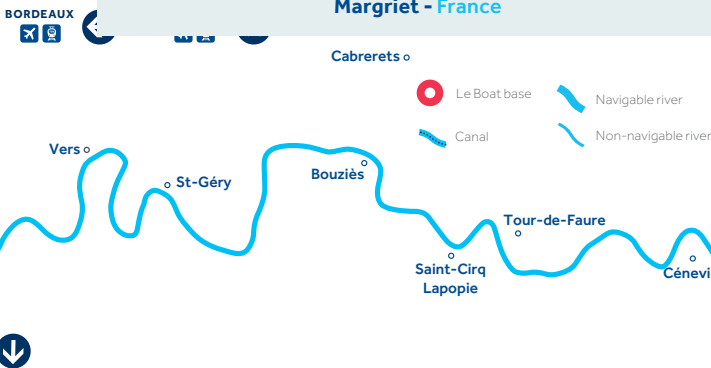 Margriet - France
BORDEAUX
Cabrerets
Le Boat base
Navigable river
Canal
Non-navigable river
Vers
St-Géry
Bouziès
Tour-de-Faure
Saint-Cirq
Lapopie
Cénevi